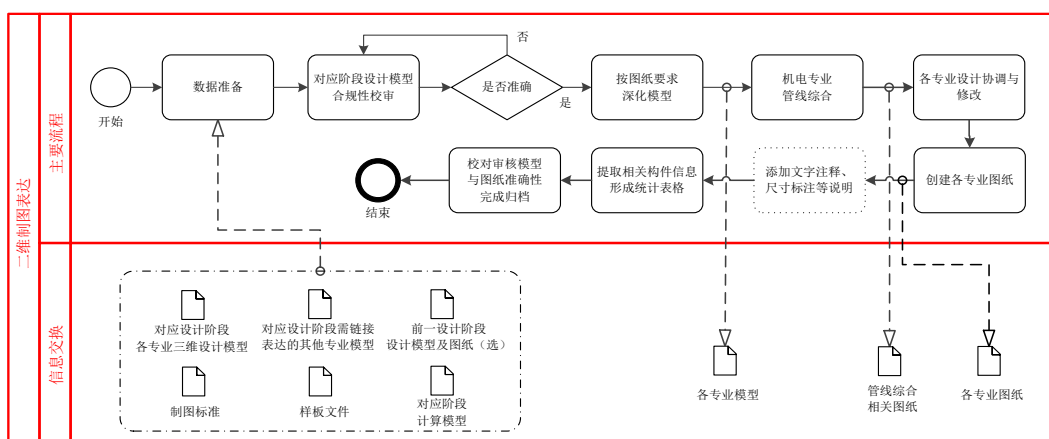 二维制图表达
主要流程
开始
数据准备
对应阶段设计模型
合规性校审
是否准确
否
是
按图纸要求
深化模型
机电专业
管线综合
各专业设计协调与
修改
创建各专业图纸
添加文字注释、
尺寸标注等说明
提取相关构件信息
形成统计表格
校对审核模型
与图纸准确性
完成归档
结束
信息交换
对应设计阶段
各专业三维设计模型
对应设计阶段需链接
表达的其他专业模型
前一设计阶段
设计模型及图纸（选）
制图标准
样板文件
对应阶段
计算模型
各专业模型
管线综合
相关图纸
各专业图纸